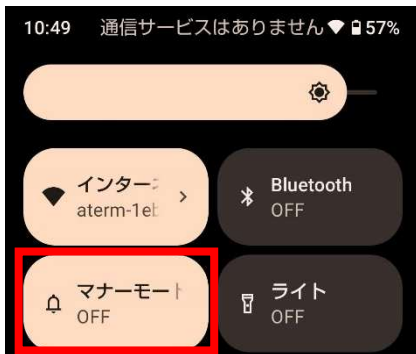 10:49 通信サービスはありません 57%
インター
aterm-1e
Bluetooth
OFF
マナーモー
OFF
ライト
OFF